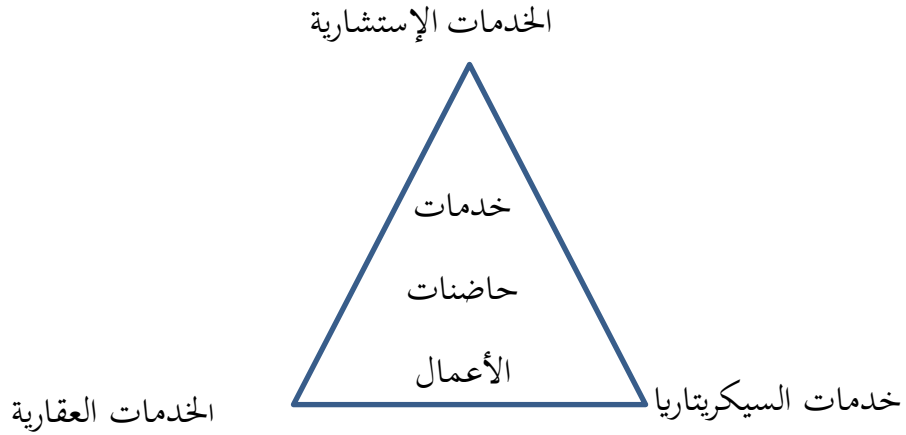 الخدمات الإستشارية
خدمات
حاضنات
الأعمال
خدمات السيكريتاريا
الخدمات العقارية